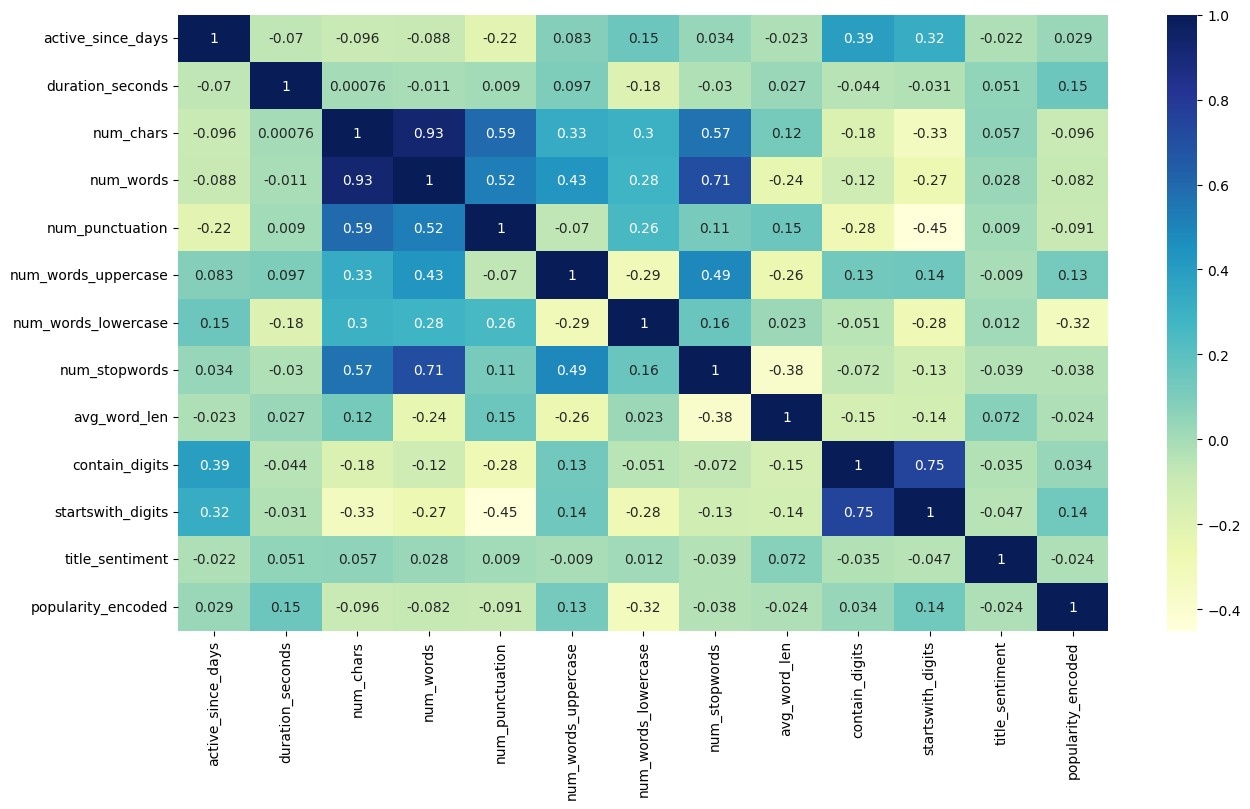 active_since_days 1 -0.07 -0.096 -0.088 -0.22 0.083 0.15 0.034 -0.023 0.39 0.32 -0.022 0.029
duration_seconds -0.07 1 0.00076 -0.011 0.009 0.097 -0.18 -0.03 0.027 -0.044 -0.031 0.051 0.15
num_chars -0.096 0.00076 1 0.93 0.59 0.33 0.3 0.57 0.12 -0.18 -0.33 0.057 -0.096
num_words -0.088 -0.011 0.93 1 0.52 0.43 0.28 0.71 -0.24 -0.12 -0.27 0.028 -0.082
num_punctuation -0.22 0.009 0.59 0.52 1 -0.07 0.26 0.11 0.15 -0.28 -0.45 0.009 -0.091
num_words_uppercase 0.083 0.097 0.33 0.43 -0.07 1 -0.29 0.49 -0.26 0.13 0.14 -0.009 0.13
num_words_lowercase 0.15 -0.18 0.3 0.28 0.26 -0.29 1 0.16 0.023 -0.051 -0.28 0.012 -0.32
num_stopwords 0.034 -0.03 0.57 0.71 0.11 0.49 0.16 1 -0.38 -0.072 -0.13 -0.039 -0.038
avg_word_len -0.023 0.027 0.12 -0.24 0.15 -0.26 0.023 -0.38 1 -0.15 -0.14 0.072 -0.024
contain_digits 0.39 -0.044 -0.18 -0.12 -0.28 0.13 -0.051 -0.072 -0.15 1 0.75 -0.035 0.034
startswith_digits 0.32 -0.031 -0.33 -0.27 -0.45 0.14 -0.28 -0.13 -0.14 0.75 1 -0.047 0.14
title_sentiment -0.022 0.051 0.057 0.028 0.009 -0.009 0.012 -0.039 0.072 -0.035 -0.047 1 -0.024
popularity_encoded 0.029 0.15 -0.096 -0.082 -0.091 0.13 -0.32 -0.038 -0.024 0.034 0.14 -0.024 1
active_since_days
duration_seconds
num_chars
num_words
num_punctuation
num_words_uppercase
num_words_lowercase
num_stopwords
avg_word_len
contain_digits
startswith_digits
title_sentiment
popularity_encoded
1.0
0.8
0.6
0.4
0.2
0.0
−0.2
−0.4